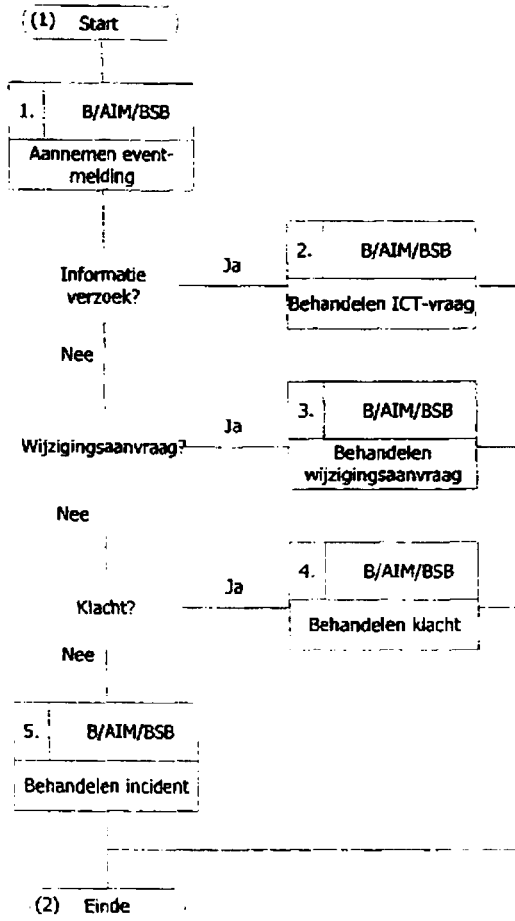 (1) Start
1. B/AIM/BSB
Aannemen event-
melding
Informatie
verzoek?
Ja
2. B/AIM/BSB
Behandelen ICT-vraag
Nee
Wijzigingsaanvraag?
Ja
3. B/AIM/BSB
Behandelen
wijzigingsaanvraag
Nee
Klacht?
Ja
4. B/AIM/BSB
Behandelen klacht
Nee
5. B/AIM/BSB
Behandelen incident
(2) Einde